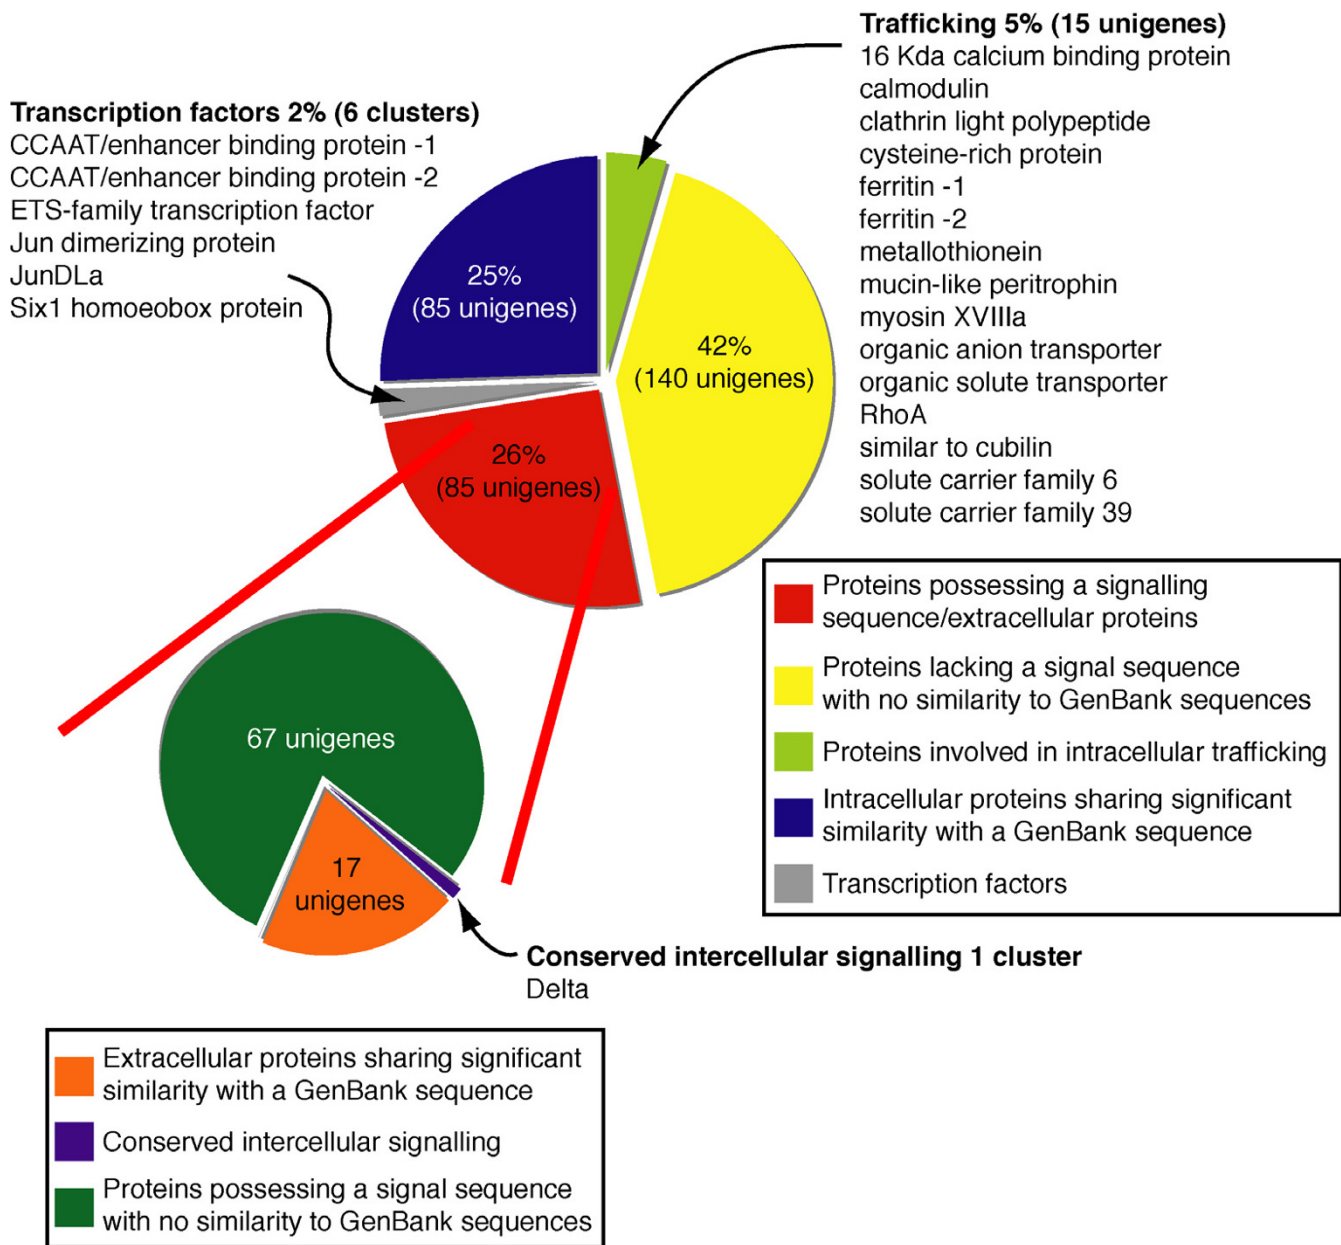 Trafficking 5% (15 unigenes)
16 Kda calcium binding protein
calmodulin
clathrin light polypeptide
cysteine-rich protein
ferritin -1
ferritin -2
metallothionein
mucin-like peritrophin
myosin XVIIIa
organic anion transporter
organic solute transporter
RhoA
similar to cubilin
solute carrier family 6
solute carrier family 39
Transcription factors 2% (6 clusters)
CCAAT/enhancer binding protein -1
CCAAT/enhancer binding protein -2
ETS-family transcription factor
Jun dimerizing protein
JunDLa
Six1 homoeobox protein
25%
(85 unigenes)
42%
(140 unigenes)
26%
(85 unigenes)
Proteins possessing a signalling
sequence/extracellular proteins
Proteins lacking a signal sequence
with no similarity to GenBank sequences
Proteins involved in intracellular trafficking
Intracellular proteins sharing significant
similarity with a GenBank sequence
Transcription factors
67 unigenes
17
unigenes
Conserved intercellular signalling 1 cluster
Delta
Extracellular proteins sharing significant
similarity with a GenBank sequence
Conserved intercellular signalling
Proteins possessing a signal sequence
with no similarity to GenBank sequences